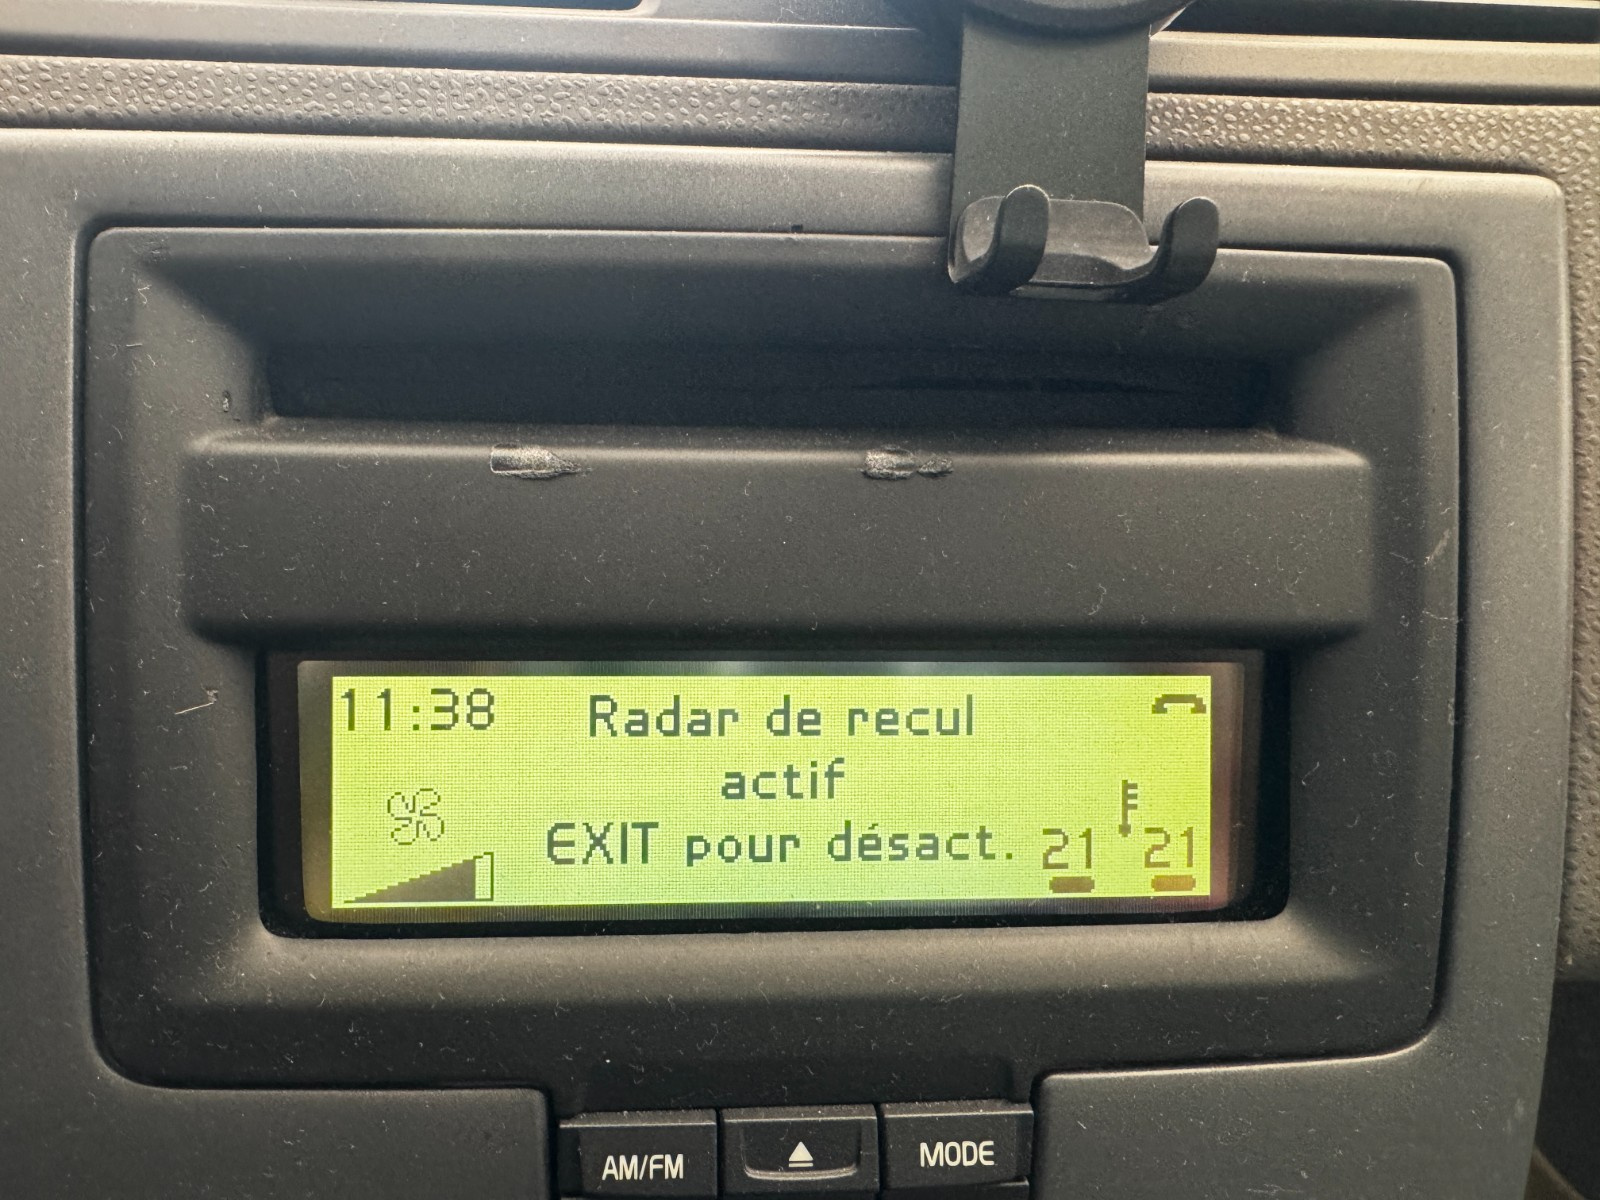 11:38
Radar de recul
actif
EXIT pour désact.
21 21
AM/FM
MODE